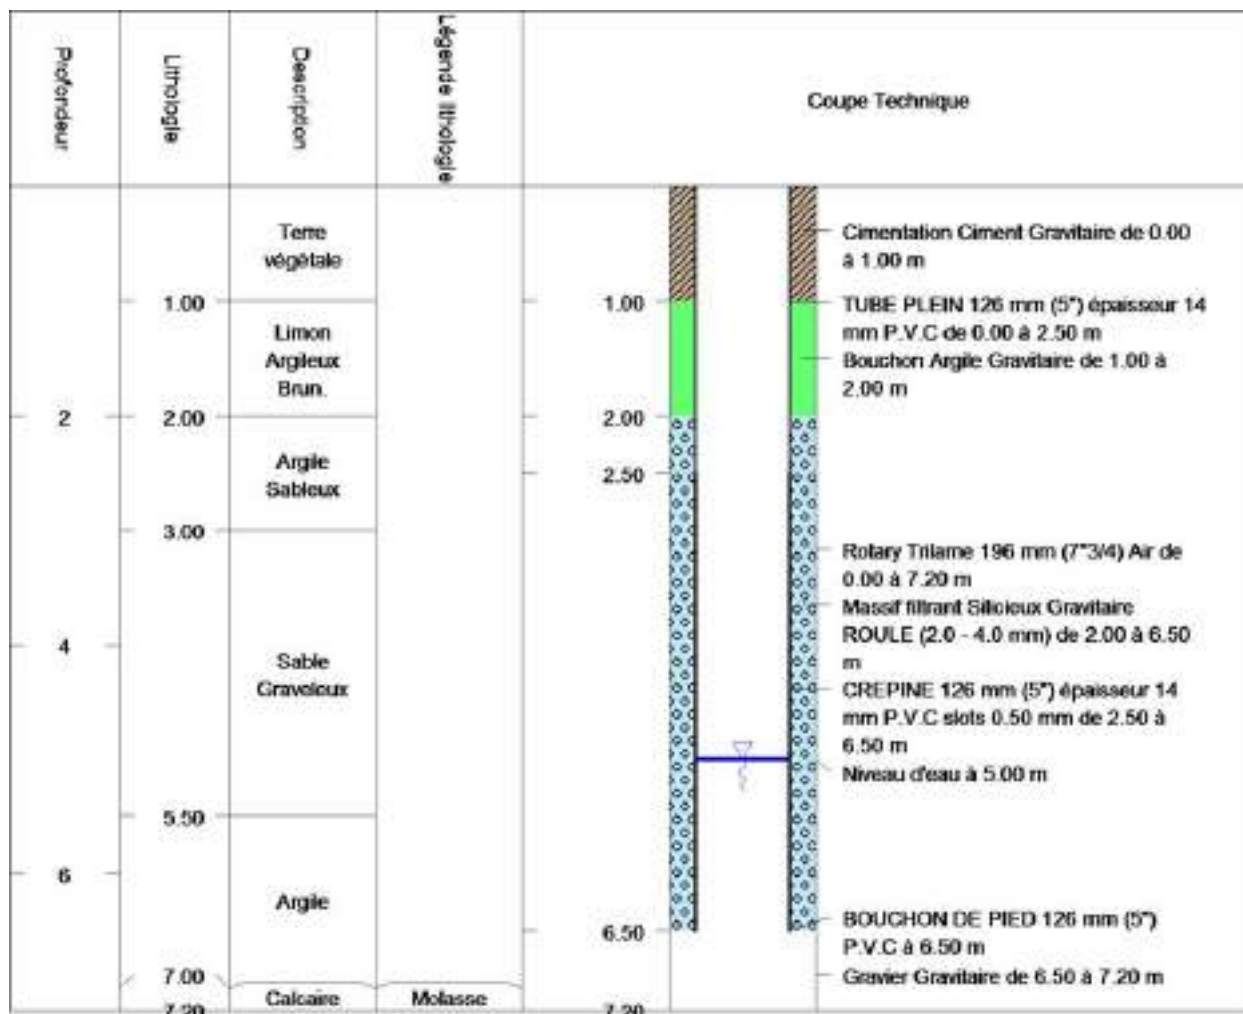 Profondeur
Lithologie
Description
Légende lithologie
Coupe Technique
Terre
végétale
1.00
Limon
Argileux
Brun.
2
2.00
Argile
Sableux
3.00
4
Sable
Graveleux
5.50
6
Argile
7.00
Calcaire
Molasse
7.20
1.00
2.00
2.50
6.50
7.20
Cimentation Ciment Gravitaire de 0.00
à 1.00 m
TUBE PLEIN 126 mm (5") épaisseur 14
mm P.V.C de 0.00 à 2.50 m
Bouchon Argile Gravitaire de 1.00 à
2.00 m
Rotary Trilame 196 mm (7"3/4) Air de
0.00 à 7.20 m
Massif filtrant Silicieux Gravitaire
ROULE (2.0 - 4.0 mm) de 2.00 à 6.50
m
CREPINE 126 mm (5") épaisseur 14
mm P.V.C slots 0.50 mm de 2.50 à
6.50 m
Niveau d'eau à 5.00 m
BOUCHON DE PIED 126 mm (5")
P.V.C à 6.50 m
Gravier Gravitaire de 6.50 à 7.20 m